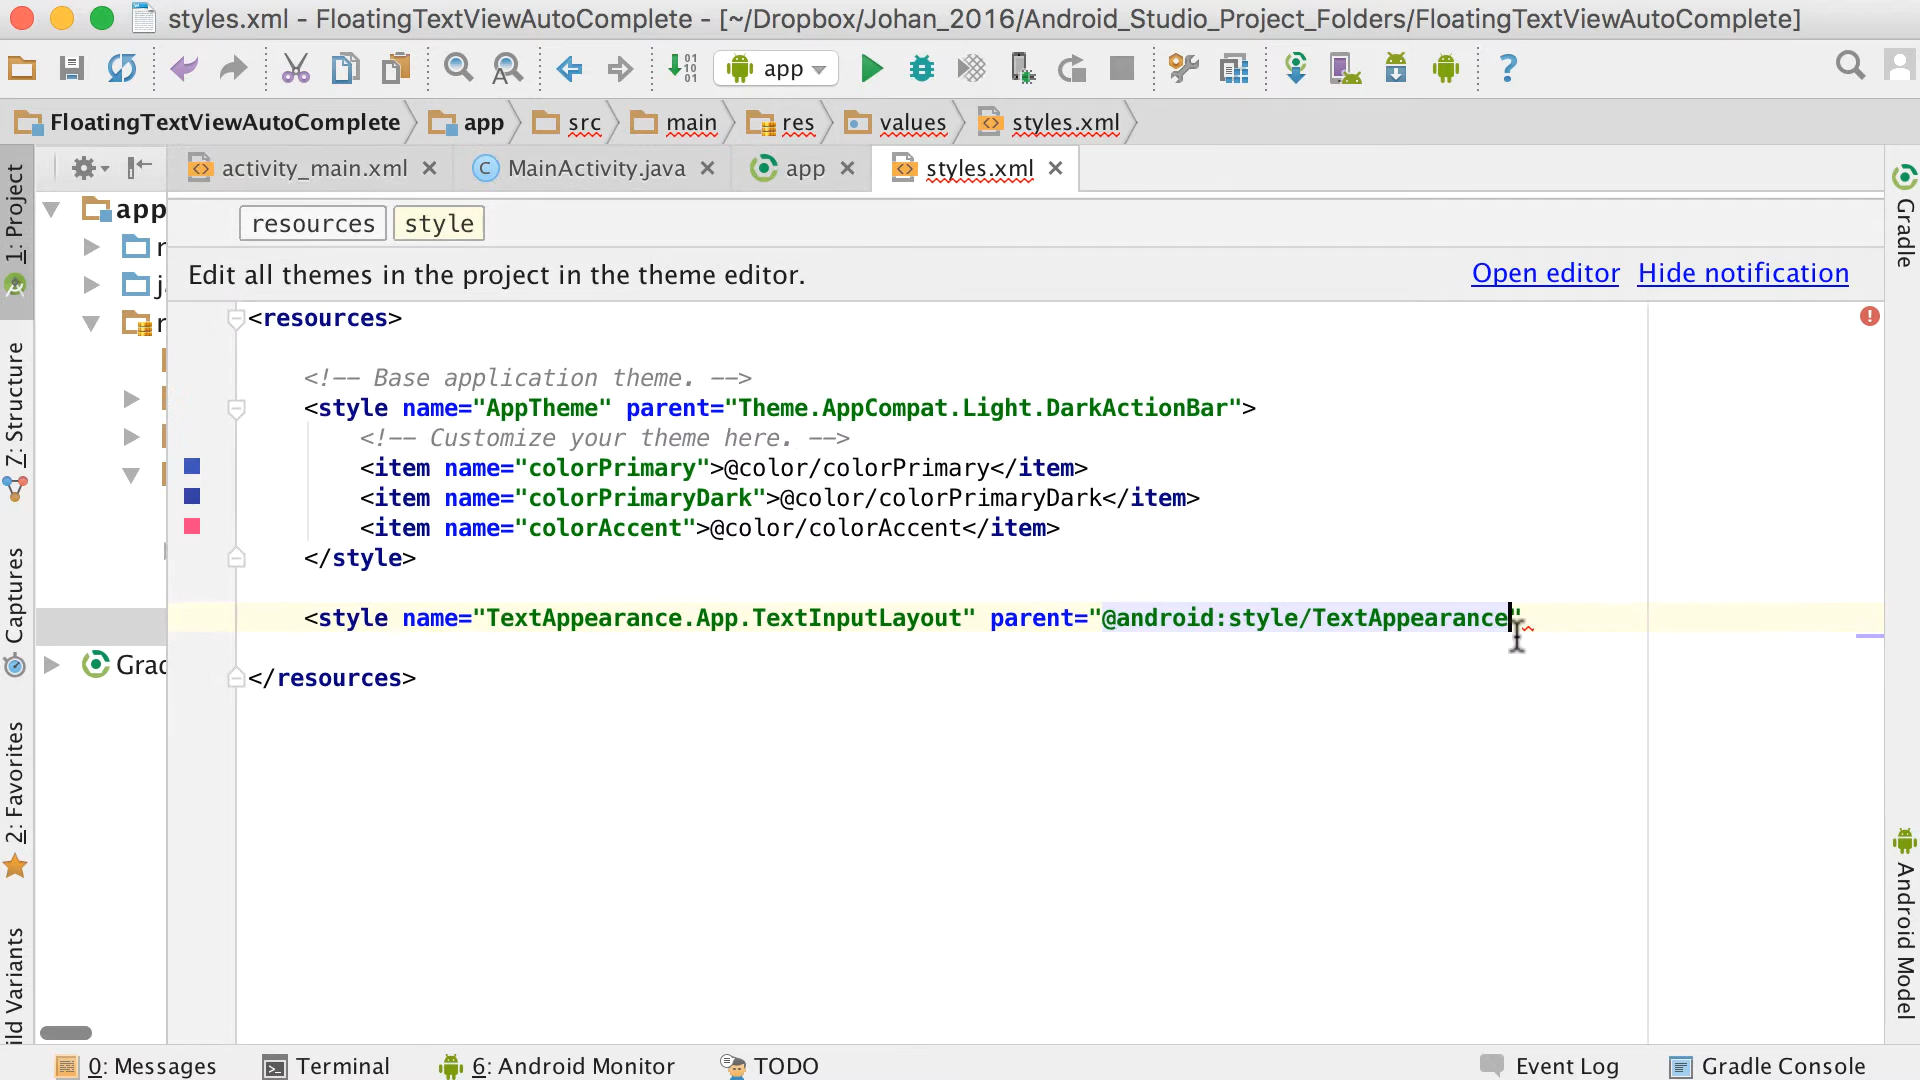 styles.xml - FloatingTextViewAutoComplete - [~/Dropbox/Johan_2016/Android_Studio_Project_Folders/FloatingTextViewAutoComplete]
app
FloatingTextViewAutoComplete app src main res values styles.xml
activity_main.xml MainActivity.java app styles.xml
1: Project
Z: Structure
Captures
2: Favorites
ild Variants
app
r
ja
r
Grad
resources style
Edit all themes in the project in the theme editor. Open editor Hide notification
<resources>
<!-- Base application theme. -->
<style name="AppTheme" parent="Theme.AppCompat.Light.DarkActionBar">
<!-- Customize your theme here. -->
<item name="colorPrimary">@color/colorPrimary</item>
<item name="colorPrimaryDark">@color/colorPrimaryDark</item>
<item name="colorAccent">@color/colorAccent</item>
</style>
<style name="TextAppearance.App.TextInputLayout" parent="@android:style/TextAppearance"
</resources>
Gradle
Android Model
0: Messages Terminal 6: Android Monitor TODO Event Log Gradle Console